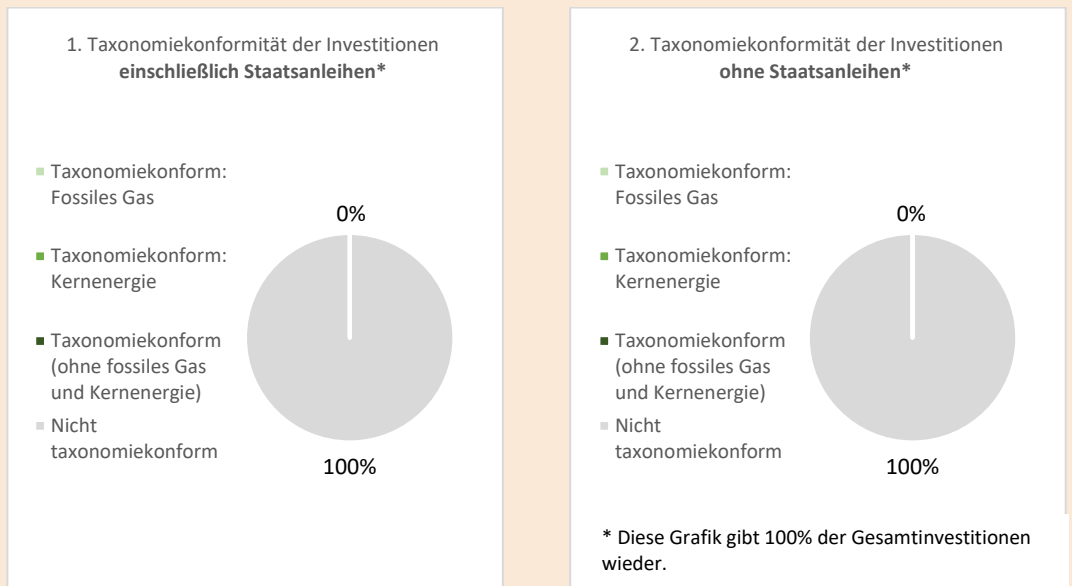 1. Taxonomiekonformität der Investitionen
einschließlich Staatsanleihen*
Taxonomiekonform:
Fossiles Gas
Taxonomiekonform:
Kernenergie
Taxonomiekonform
(ohne fossiles Gas
und Kernenergie)
Nicht
taxonomiekonform
0%
100%
2. Taxonomiekonformität der Investitionen
ohne Staatsanleihen*
Taxonomiekonform:
Fossiles Gas
Taxonomiekonform:
Kernenergie
Taxonomiekonform
(ohne fossiles Gas
und Kernenergie)
Nicht
taxonomiekonform
0%
100%
* Diese Grafik gibt 100% der Gesamtinvestitionen
wieder.